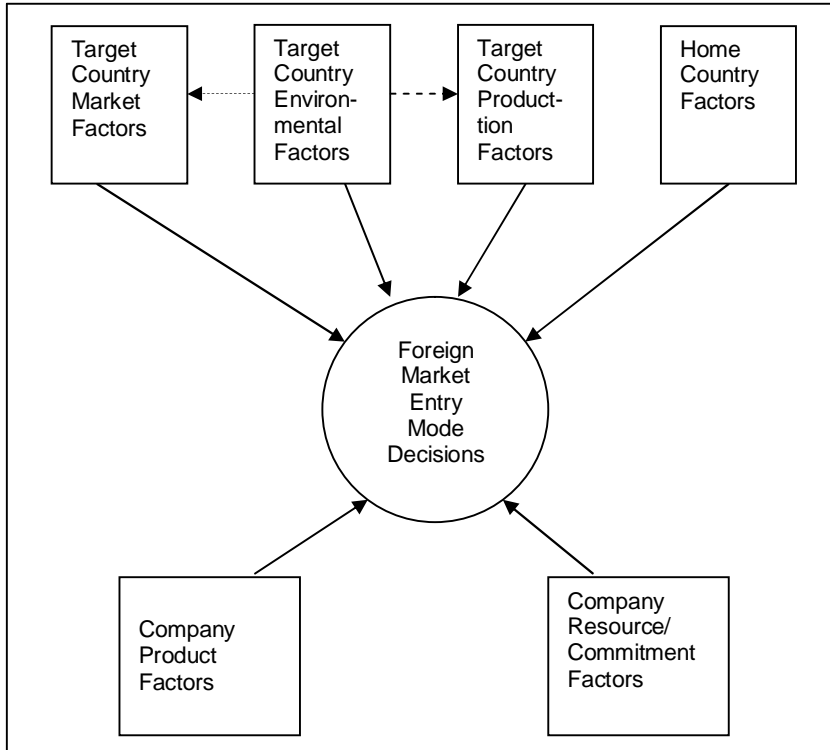 Target
Country
Market
Factors
Target
Country
Environ-
mental
Factors
Target
Country
Produc-
tion
Factors
Home
Country
Factors
Foreign
Market
Entry
Mode
Decisions
Company
Product
Factors
Company
Resource/
Commitment
Factors